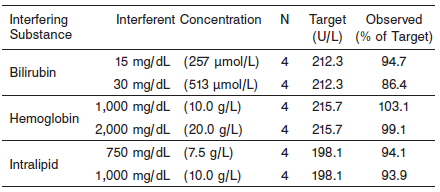 Interfering Substance Interferent Concentration N Target (U/L) Observed (% of Target)
Bilirubin 15 mg/dL (257 µmol/L) 4 212.3 94.7
30 mg/dL (513 µmol/L) 4 212.3 86.4
Hemoglobin 1,000 mg/dL (10.0 g/L) 4 215.7 103.1
2,000 mg/dL (20.0 g/L) 4 215.7 99.1
Intralipid 750 mg/dL (7.5 g/L) 4 198.1 94.1
1,000 mg/dL (10.0 g/L) 4 198.1 93.9